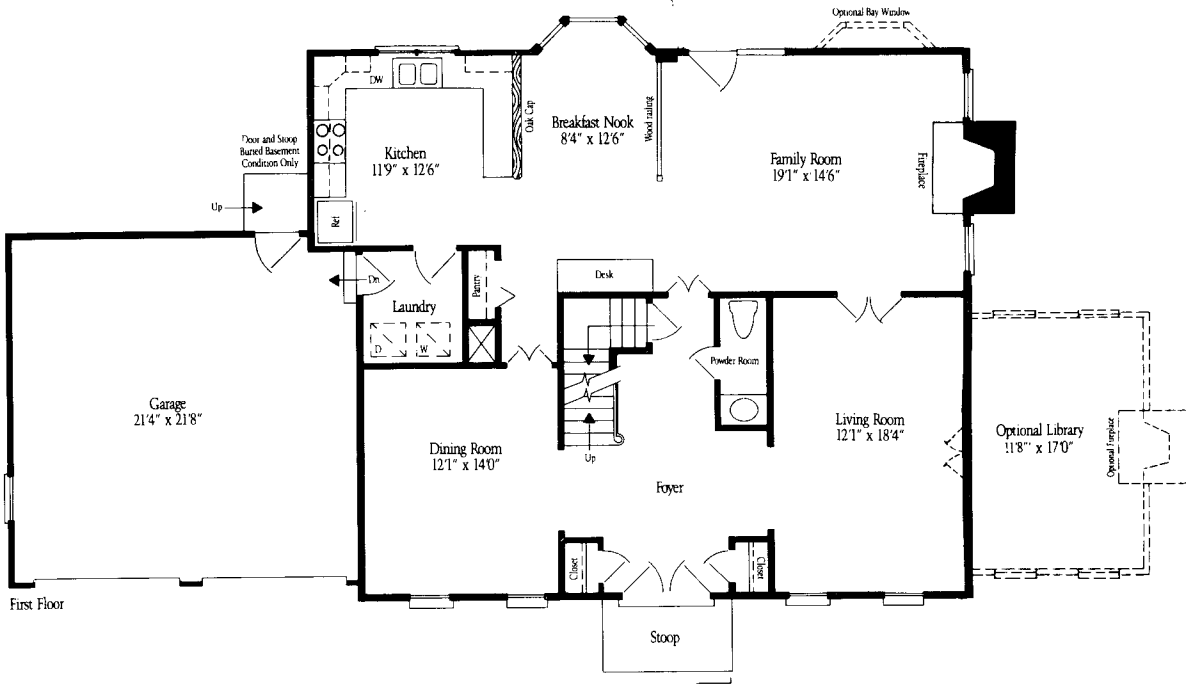 Optional Bay Window
DW
Oak Cap
Breakfast Nook
8'4" x 12'6"
Wood railing
Door and Stoop
Buried Basement
Condition Only
Kitchen
11'9" x 12'6"
Family Room
19'1" x 14'6"
Fireplace
Up
Ref
Dn
Pantry
Desk
Laundry
D
W
Powder Room
Garage
21'4" x 21'8"
Living Room
12'1" x 18'4"
Optional Library
11'8" x 17'0"
Optional Fireplace
Dining Room
12'1" x 14'0"
Up
Foyer
Closet
Closet
First Floor
Stoop